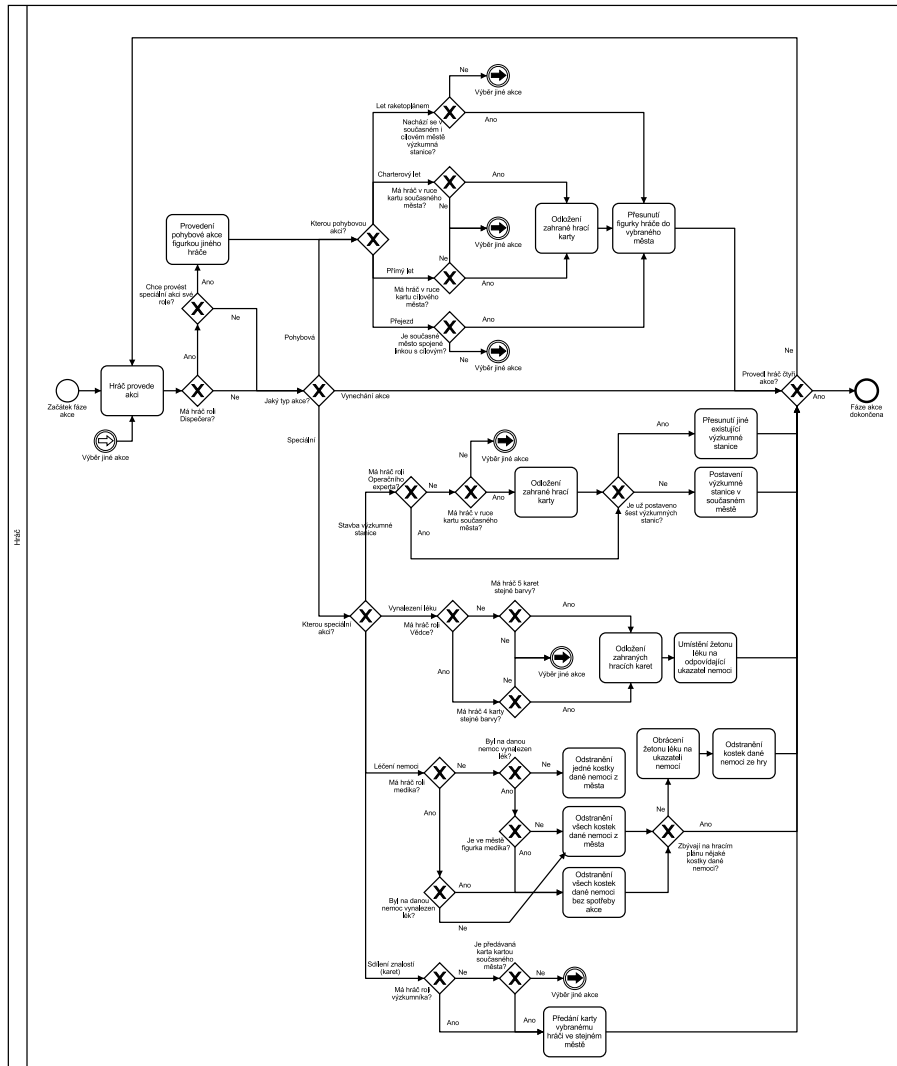 Hráč
Začátek fáze
akce
Hráč provede
akci
Výběr jiné akce
Má hráč roli
Dispečera?
Ano
Ne
Chce provést
speciální akci své
role?
Ano
Ne
Provedení
pohybové akce
figurkou jiného
hráče
Jaký typ akce?
Pohybová
Vynechání akce
Speciální
Kterou pohybovou
akci?
Let raketoplánem
Nachází se v
současném i
cílovém městě
výzkumná
stanice?
Ne
Výběr jiné akce
Ano
Charterový let
Má hráč v ruce
kartu současného
města?
Ano
Ne
Výběr jiné akce
Ne
Přímý let
Má hráč v ruce
kartu cílového
města?
Ano
Přejezd
Je současné
město spojené
linkou s cílovým?
Ano
Ne
Výběr jiné akce
Odložení
zahrané hrací
karty
Přesunutí
figurky hráče do
vybraného
města
Provedl hráč čtyři
akce?
Ne
Ano
Fáze akce
dokončena
Kterou speciální
akci?
Stavba výzkumné
stanice
Má hráč roli
Operačního
experta?
Ne
Ano
Má hráč v ruce
kartu současného
města?
Ne
Výběr jiné akce
Ano
Odložení
zahrané hrací
karty
Je už postaveno
šest výzkumných
stanic?
Ano
Přesunutí jiné
existující
výzkumné
stanice
Ne
Postavení
výzkumné
stanice v
současném
městě
Vynalezení léku
Má hráč roli
Vědce?
Ne
Ano
Má hráč 5 karet
stejné barvy?
Ano
Ne
Výběr jiné akce
Ne
Má hráč 4 karty
stejné barvy?
Ano
Odložení
zahraných
hracích karet
Umístění žetonu
léku na
odpovídající
ukazatel nemoci
Léčení nemoci
Má hráč roli
medika?
Ne
Ano
Byl na danou
nemoc vynalezen
lék?
Ne
Ano
Odstranění
jedné kostky
dané nemoci z
města
Je ve městě
figurka medika?
Ne
Ano
Odstranění
všech kostek
dané nemoci z
města
Byl na danou
nemoc vynalezen
lék?
Ano
Ne
Odstranění
všech kostek
dané nemoci
bez spotřeby
akce
Zbývají na hracím
plánu nějaké
kostky dané
nemoci?
Ne
Ano
Obrácení
žetonu léku na
ukazateli
nemocí
Odstranění
kostek dané
nemoci ze hry
Sdílení znalostí
(karet)
Má hráč roli
výzkumníka?
Ne
Ano
Je předávaná
karta kartou
současného
města?
Ne
Výběr jiné akce
Ano
Předání karty
vybranému
hráči ve stejném
městě